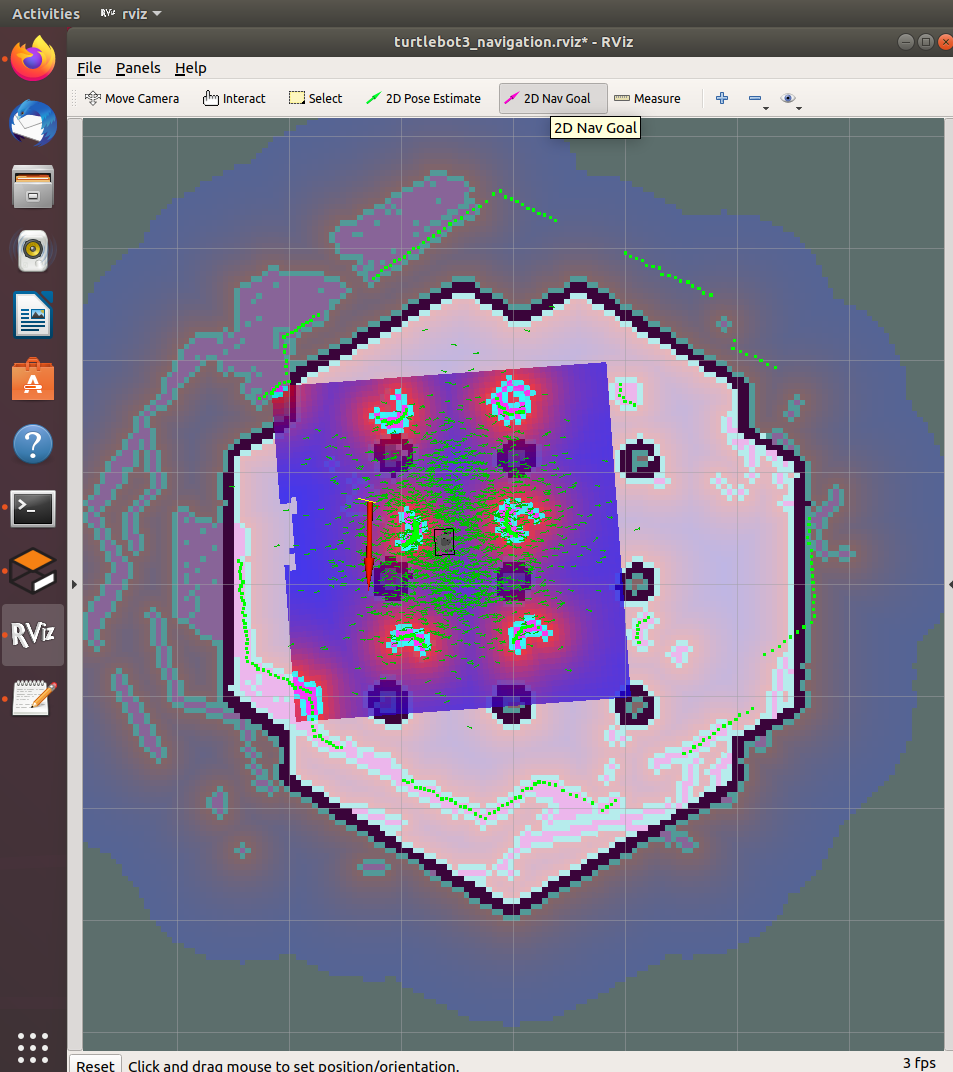 Activities
RViz rviz
turtlebot3_navigation.rviz* - RViz
File Panels Help
Move Camera Interact Select 2D Pose Estimate 2D Nav Goal Measure
2D Nav Goal
RViz
Reset Click and drag mouse to set position/orientation. 3 fps